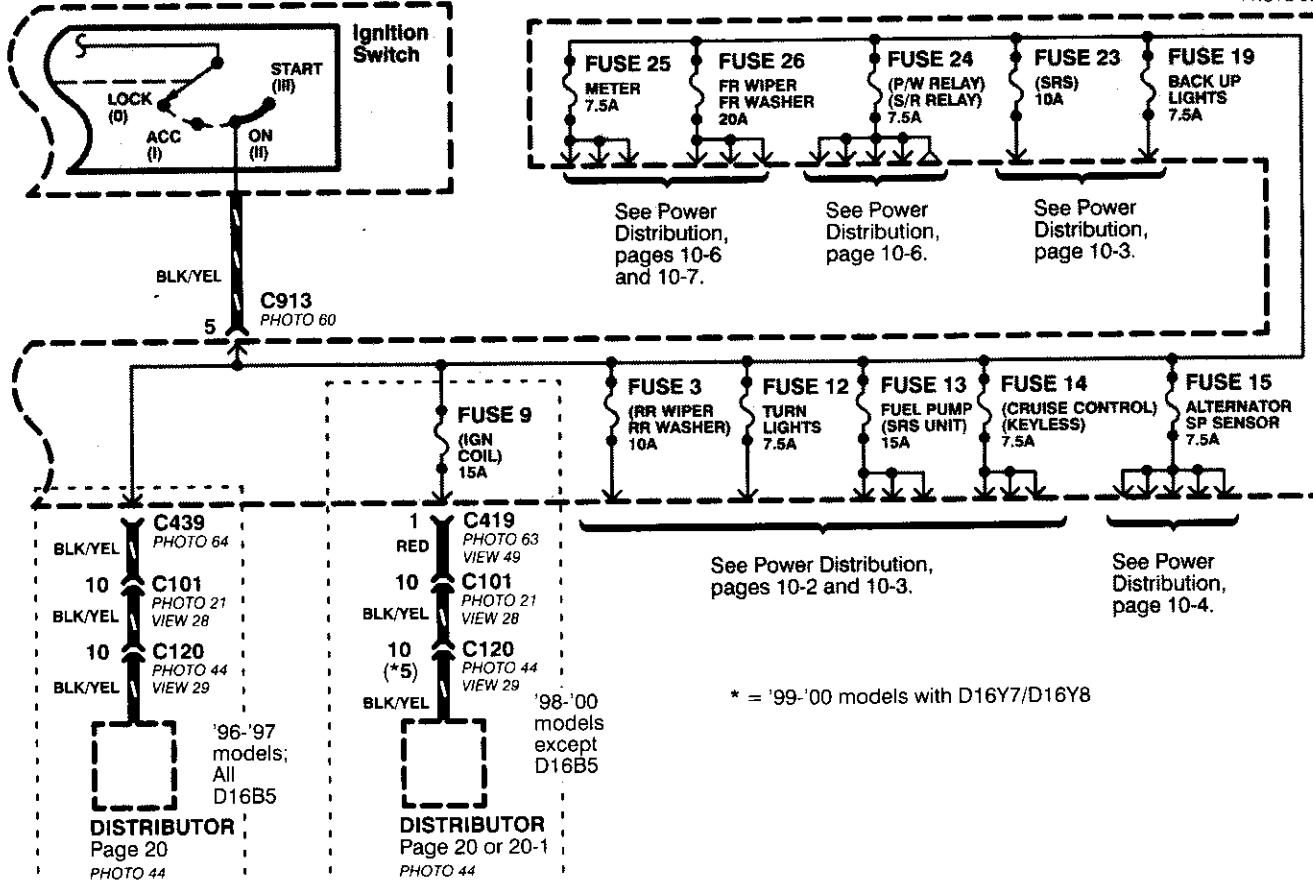 Ignition
Switch
START
(III)
LOCK
(0)
ACC
(I)
ON
(II)
BLK/YEL
C913
PHOTO 60
5
FUSE 25
METER
7.5A
FUSE 26
FR WIPER
FR WASHER
20A
FUSE 24
(P/W RELAY)
(S/R RELAY)
7.5A
FUSE 23
(SRS)
10A
FUSE 19
BACK UP
LIGHTS
7.5A
See Power
Distribution,
pages 10-6
and 10-7.
See Power
Distribution,
page 10-6.
See Power
Distribution,
page 10-3.
FUSE 9
(IGN
COIL)
15A
FUSE 3
(RR WIPER
RR WASHER)
10A
FUSE 12
TURN
LIGHTS
7.5A
FUSE 13
FUEL PUMP
(SRS UNIT)
15A
FUSE 14
(CRUISE CONTROL)
(KEYLESS)
7.5A
FUSE 15
ALTERNATOR
SP SENSOR
7.5A
See Power Distribution,
pages 10-2 and 10-3.
See Power
Distribution,
page 10-4.
C439
PHOTO 64
BLK/YEL
10
C101
PHOTO 21
VIEW 28
BLK/YEL
10
C120
PHOTO 44
VIEW 29
BLK/YEL
'96-'97
models;
All
D16B5
DISTRIBUTOR
Page 20
PHOTO 44
1
C419
PHOTO 63
VIEW 49
RED
10
C101
PHOTO 21
VIEW 28
BLK/YEL
10
(*5)
C120
PHOTO 44
VIEW 29
BLK/YEL
'98-'00
models
except
D16B5
DISTRIBUTOR
Page 20 or 20-1
PHOTO 44
* = '99-'00 models with D16Y7/D16Y8